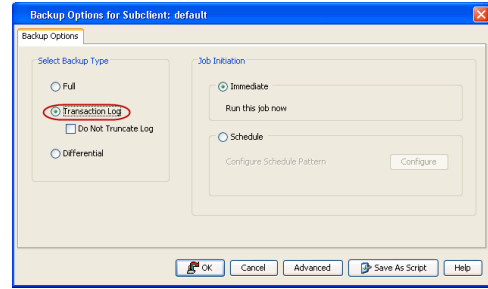 Backup Options for Subclient: default
Backup Options
Select Backup Type
Full
Transaction Log
Do Not Truncate Log
Differential
Job Initiation
Immediate
Run this job now
Schedule
Configure Schedule Pattern
Configure
OK
Cancel
Advanced
Save As Script
Help